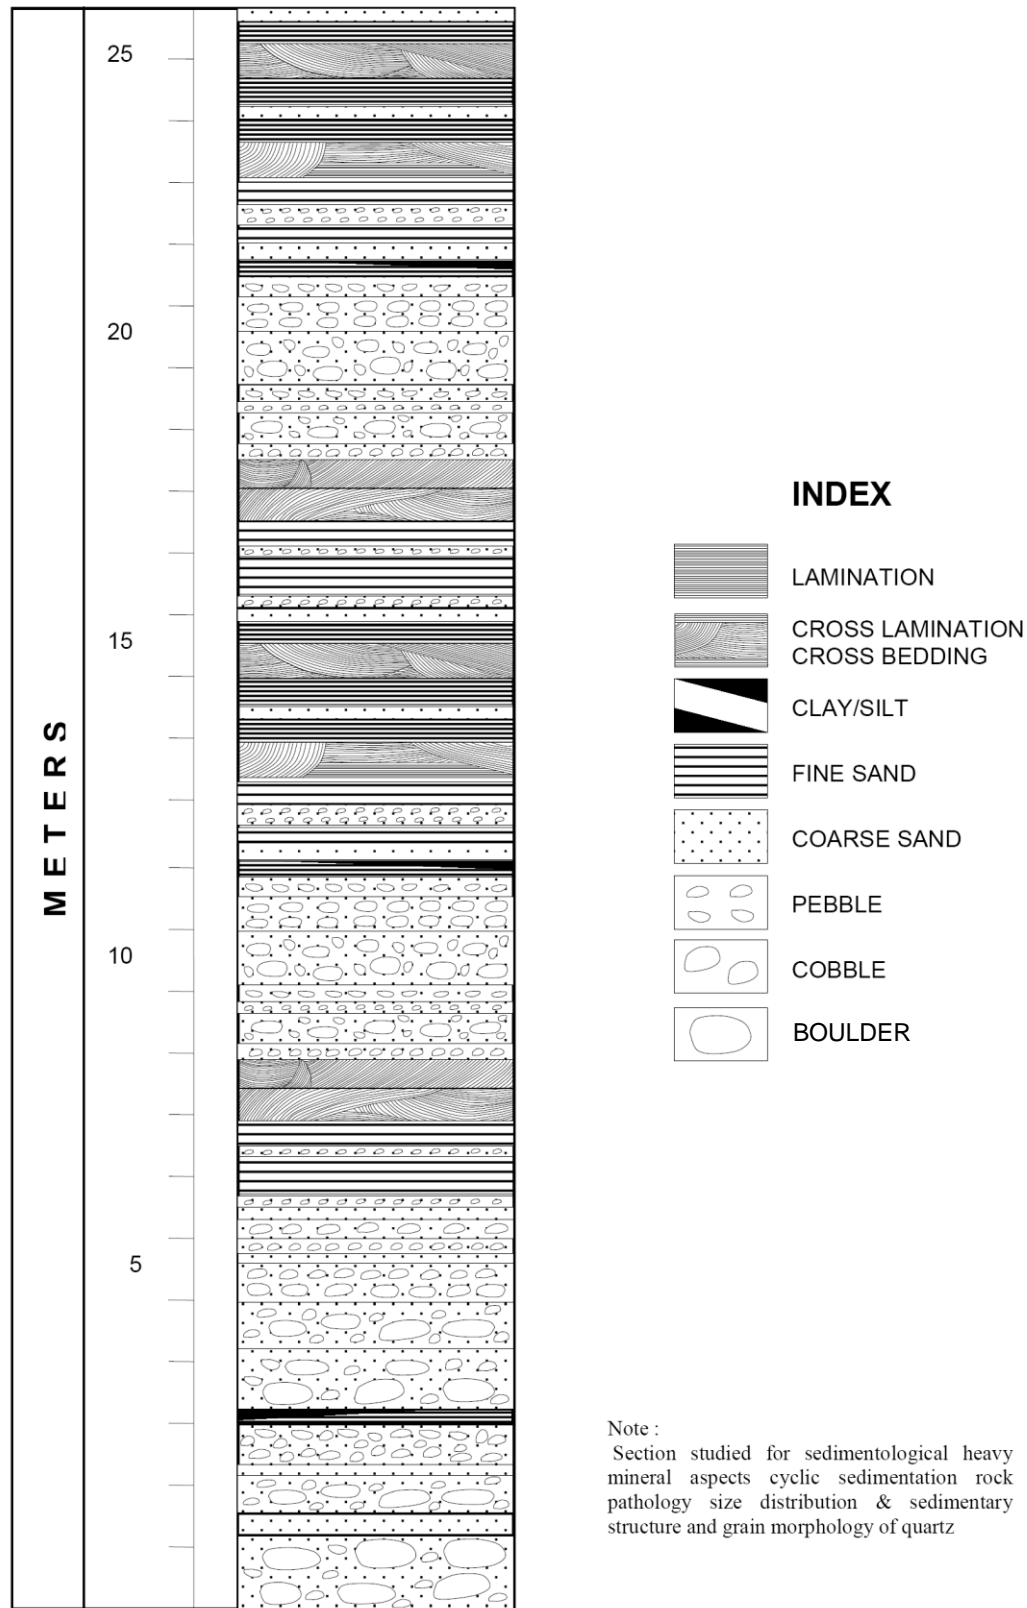 25
20
15
10
5
METERS
INDEX
LAMINATION
CROSS LAMINATION
CROSS BEDDING
CLAY/SILT
FINE SAND
COARSE SAND
PEBBLE
COBBLE
BOULDER
Note :
Section studied for sedimentological heavy
mineral aspects cyclic sedimentation rock
pathology size distribution & sedimentary
structure and grain morphology of quartz